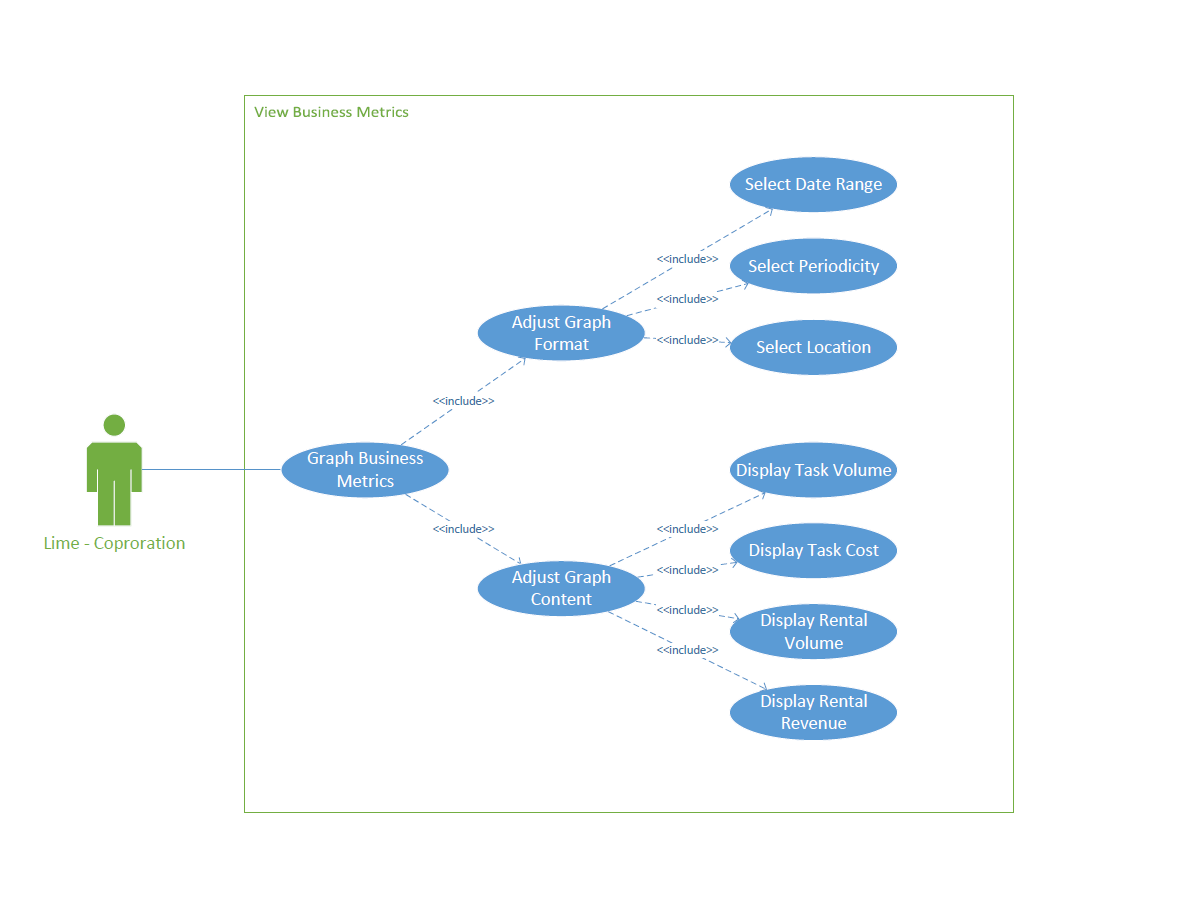 View Business Metrics
Select Date Range
<<include>>
Select Periodicity
<<include>>
Adjust Graph
Format
<<include>>
Select Location
<<include>>
Graph Business
Metrics
Display Task Volume
<<include>>
<<include>>
Lime - Coproration
Display Task Cost
<<include>>
Adjust Graph
Content
<<include>>
Display Rental
Volume
<<include>>
Display Rental
Revenue